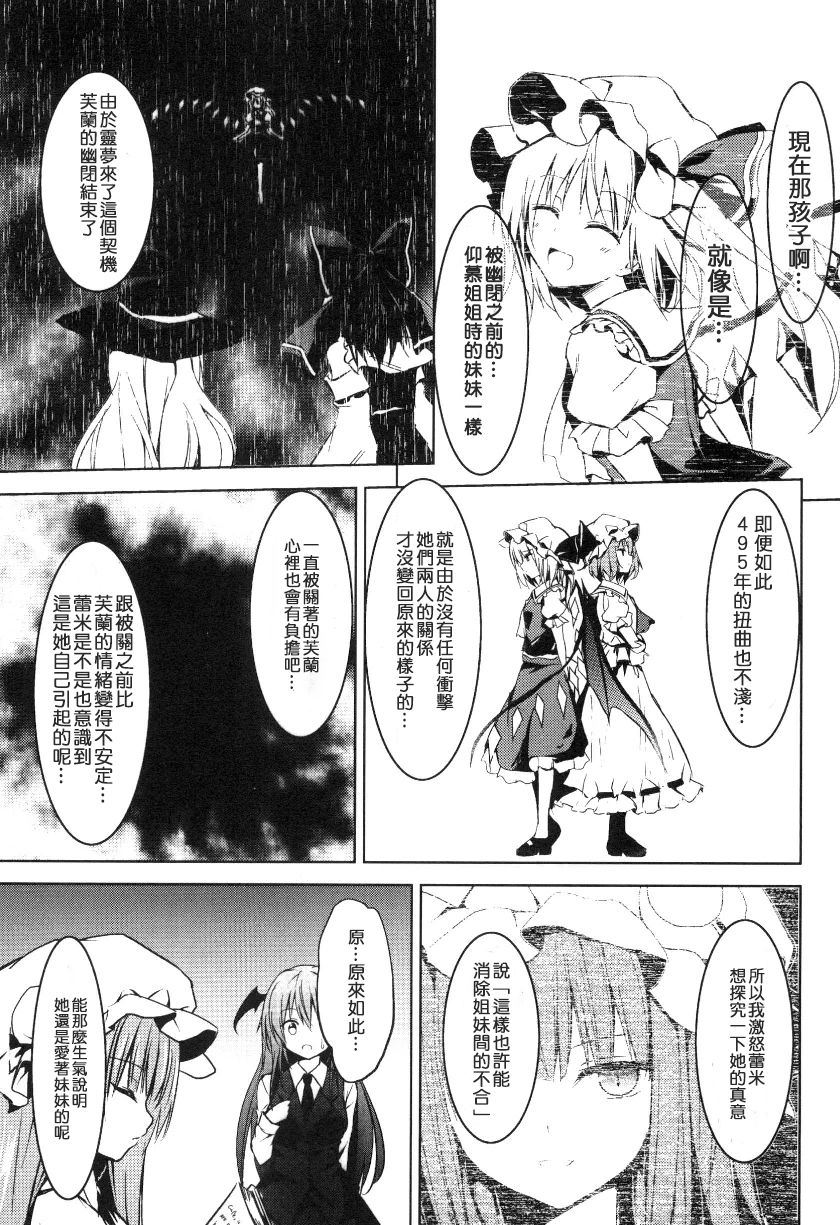 現在那孩子啊…
就像是…
被幽閉之前的…
仰慕姐姐時的妹妹一樣
由於靈夢來了這個契機
芙蘭的幽閉結束了
即便如此
495年的扭曲也不淺…
就是由於沒有任何衝擊
她們兩人的關係
才沒變回原來的樣子的…
一直被關著的芙蘭
心裡也會有負擔吧…
跟被關之前比
芙蘭的情緒變得不安定…
蕾米是不是也意識到
這是她自己引起的呢…
所以我激怒蕾米
想探究一下她的真意
說「這樣也許能
消除姐妹間的不合」
原…原來如此…
能那麼生氣說明
她還是愛著妹妹的呢